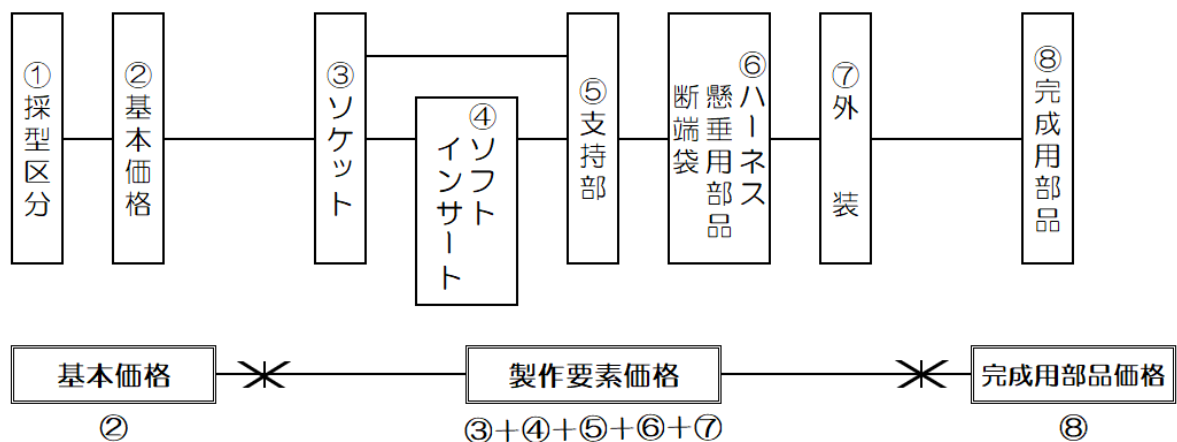 ①採型区分
②基本価格
③ソケット
④ソフト
インサート
⑤支持部
⑥ハーネス
懸垂用部品
断端袋
⑦外装
⑧完成用部品
基本価格
製作要素価格
完成用部品価格
②
③＋④＋⑤＋⑥＋⑦
⑧